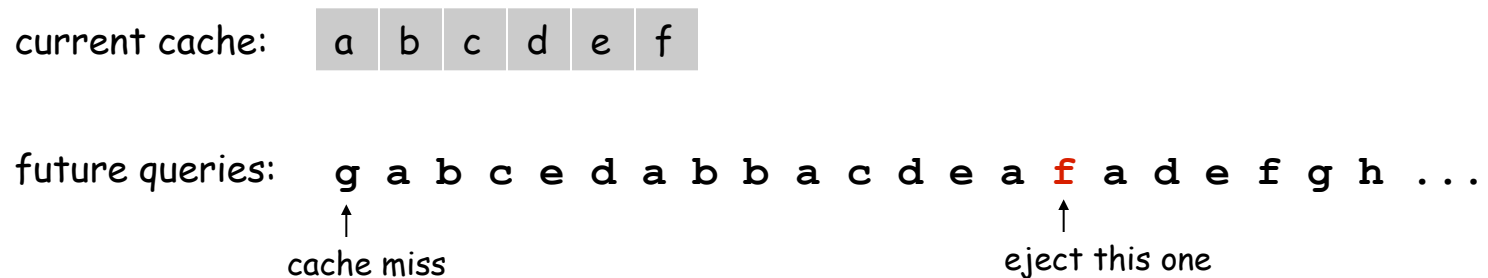 current cache: a b c d e f
future queries: g a b c e d a b b a c d e a f a d e f g h ...
cache miss eject this one